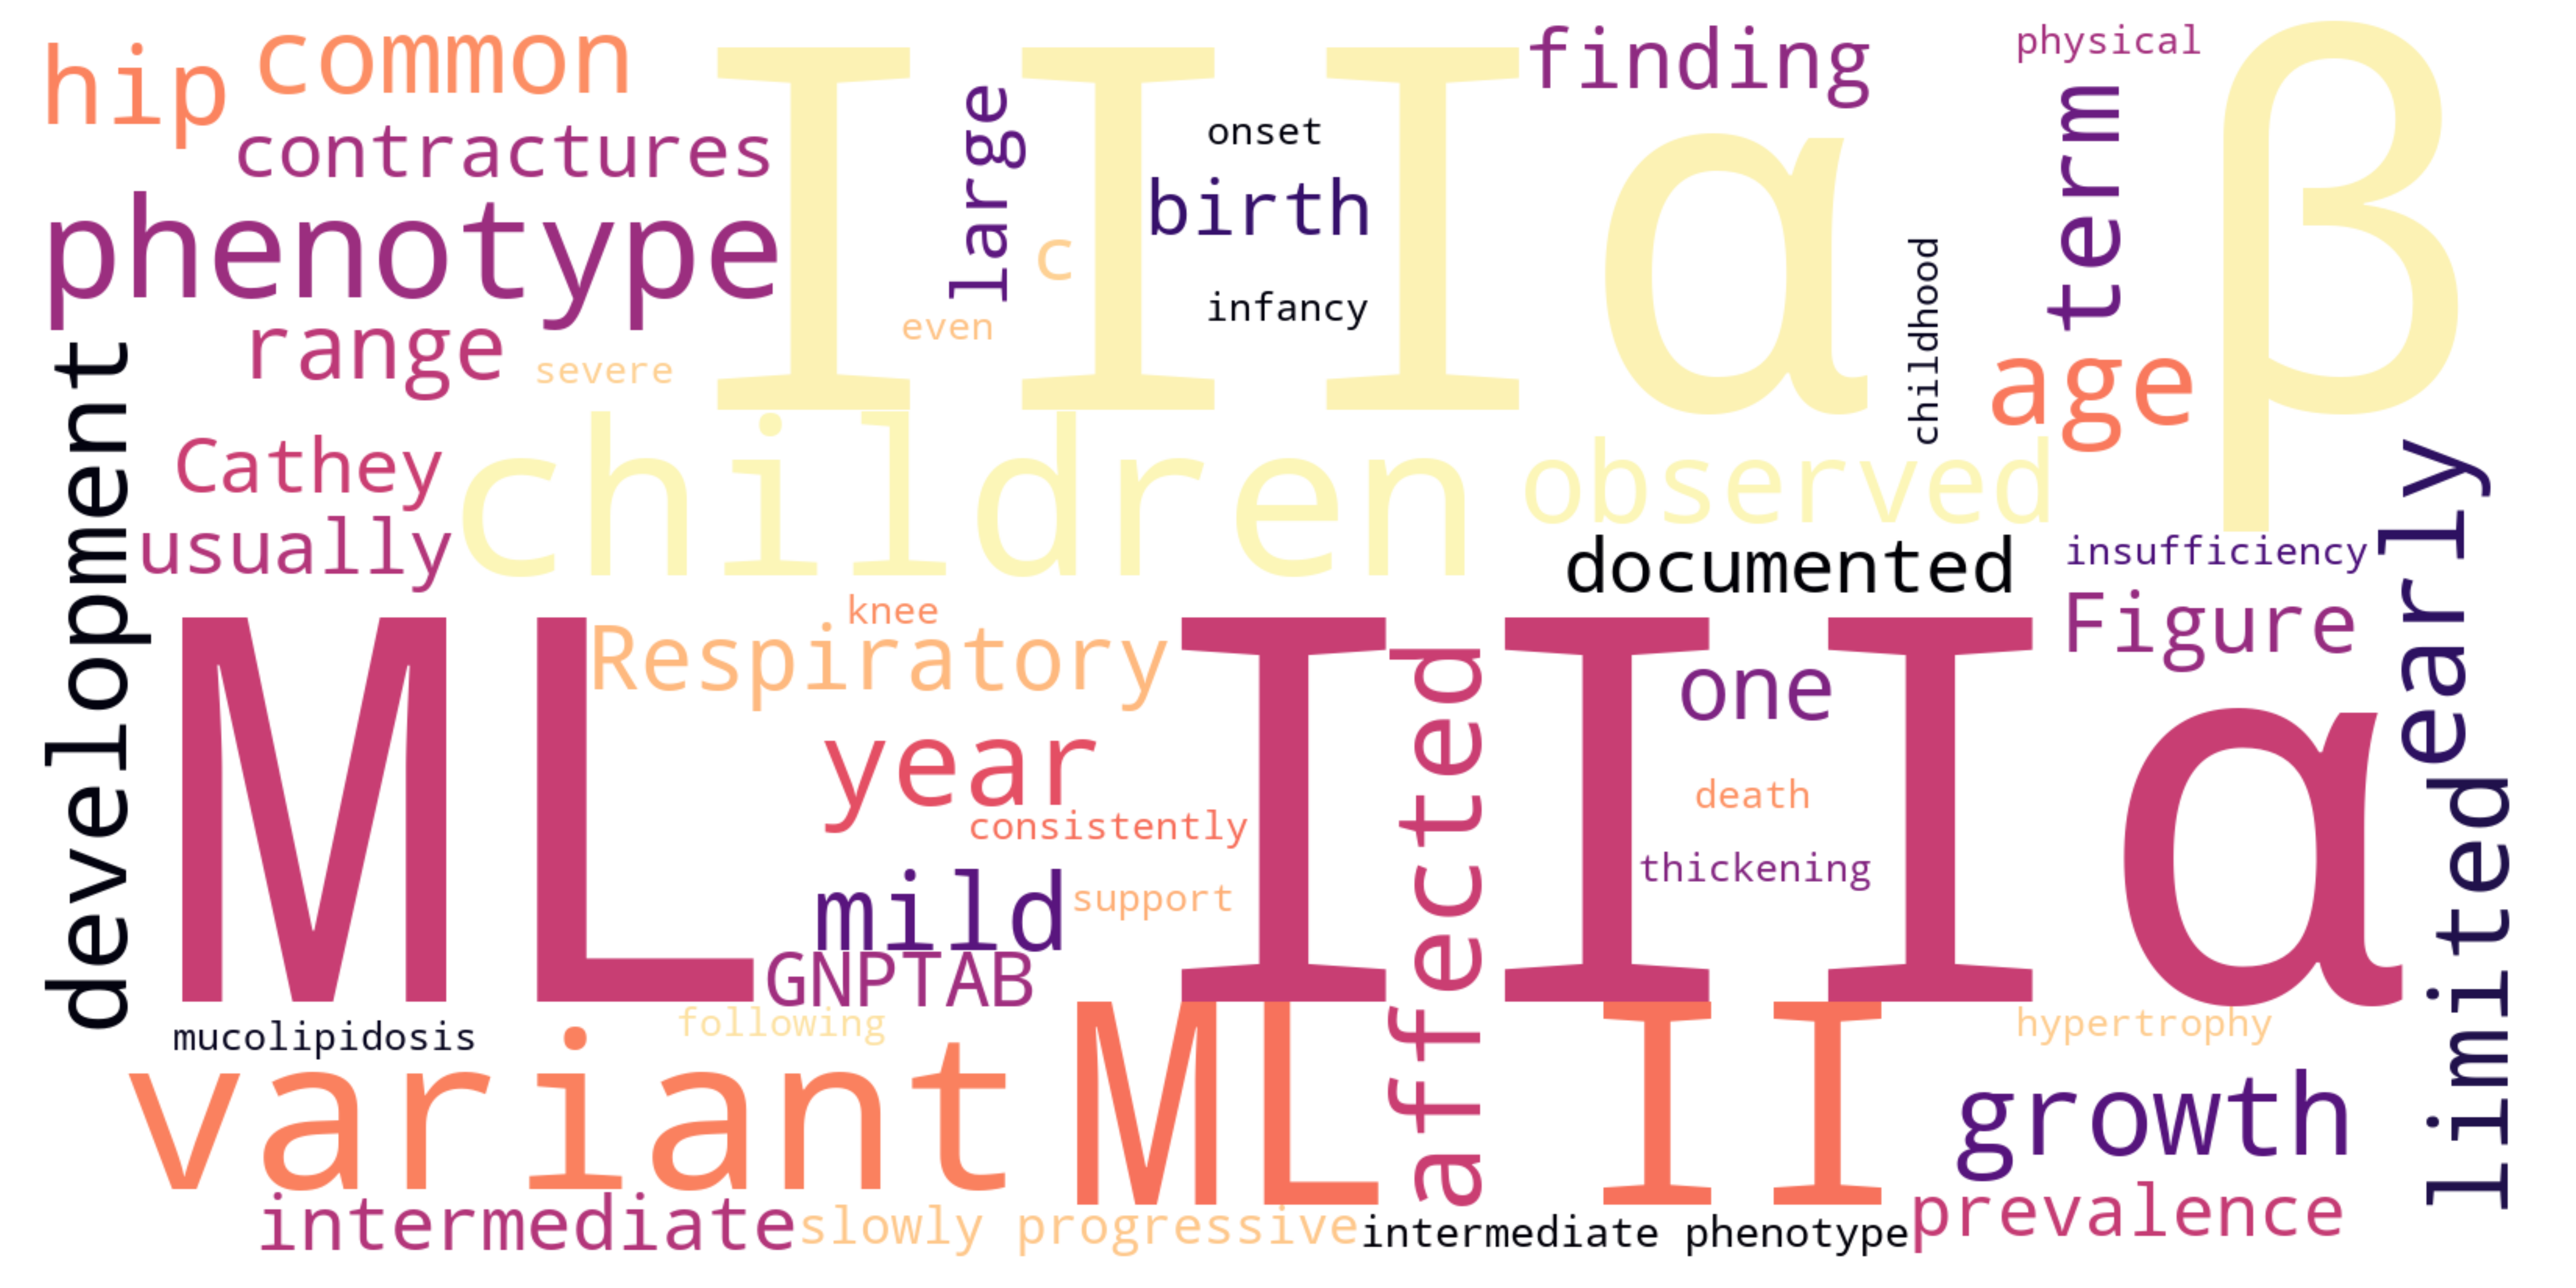 hip
common
IIIα
finding
physical
β
contractures
large
onset
term
phenotype
c
birth
childhood
even
infancy
range
severe
age
development
Cathey
children
observed
early
usually
documented
insufficiency
knee
Figure
ML IIIα
Respiratory
affected
one
year
death
consistently
limited
mild
support
thickening
GNPTAB
mucolipidosis
following
ML II
hypertrophy
variant
growth
intermediate
slowly progressive
intermediate phenotype
prevalence